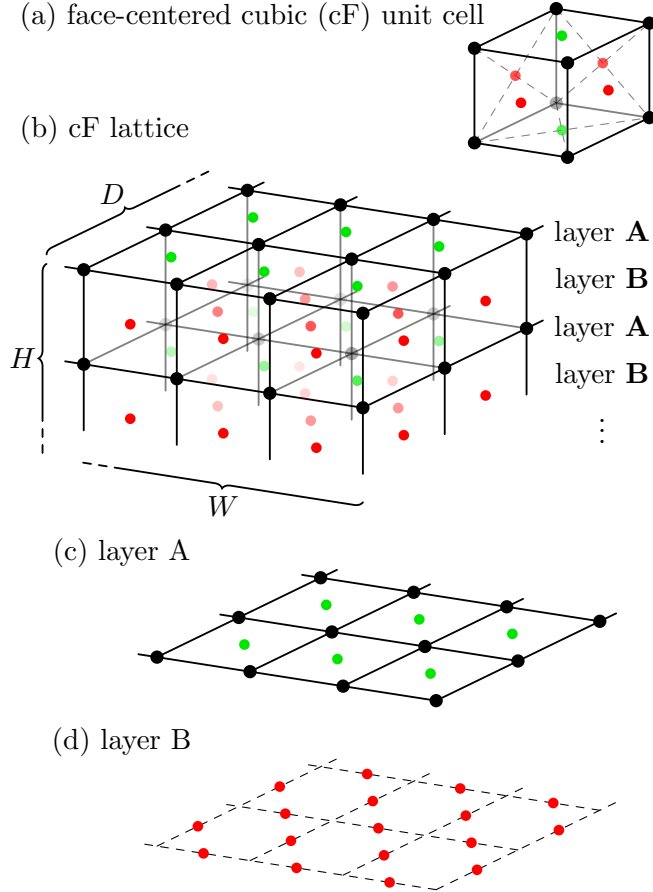 (a) face-centered cubic (cF) unit cell
(b) cF lattice
D
layer A
layer B
layer A
layer B
H
⋮
W
(c) layer A
(d) layer B